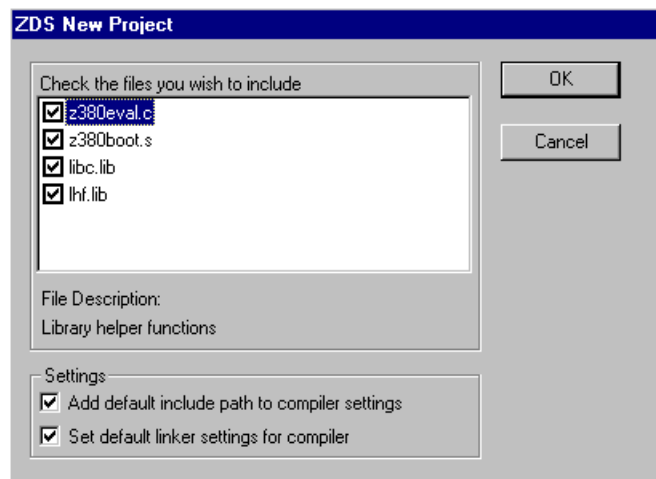 ZDS New Project
Check the files you wish to include
z380eval.c
z380boot.s
libc.lib
lhf.lib
File Description:
Library helper functions
OK
Cancel
Settings
Add default include path to compiler settings
Set default linker settings for compiler